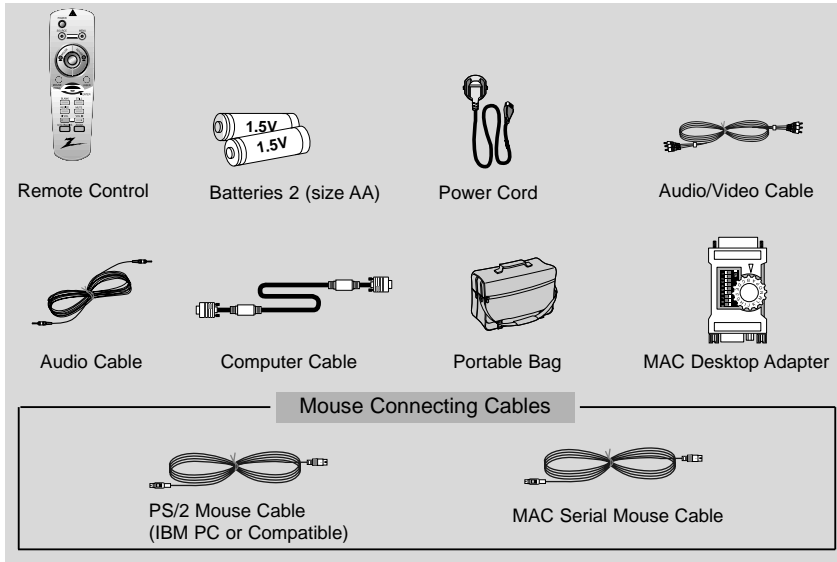 1.5V
1.5V
Remote Control
Batteries 2 (size AA)
Power Cord
Audio/Video Cable
Audio Cable
Computer Cable
Portable Bag
MAC Desktop Adapter
Mouse Connecting Cables
PS/2 Mouse Cable
(IBM PC or Compatible)
MAC Serial Mouse Cable